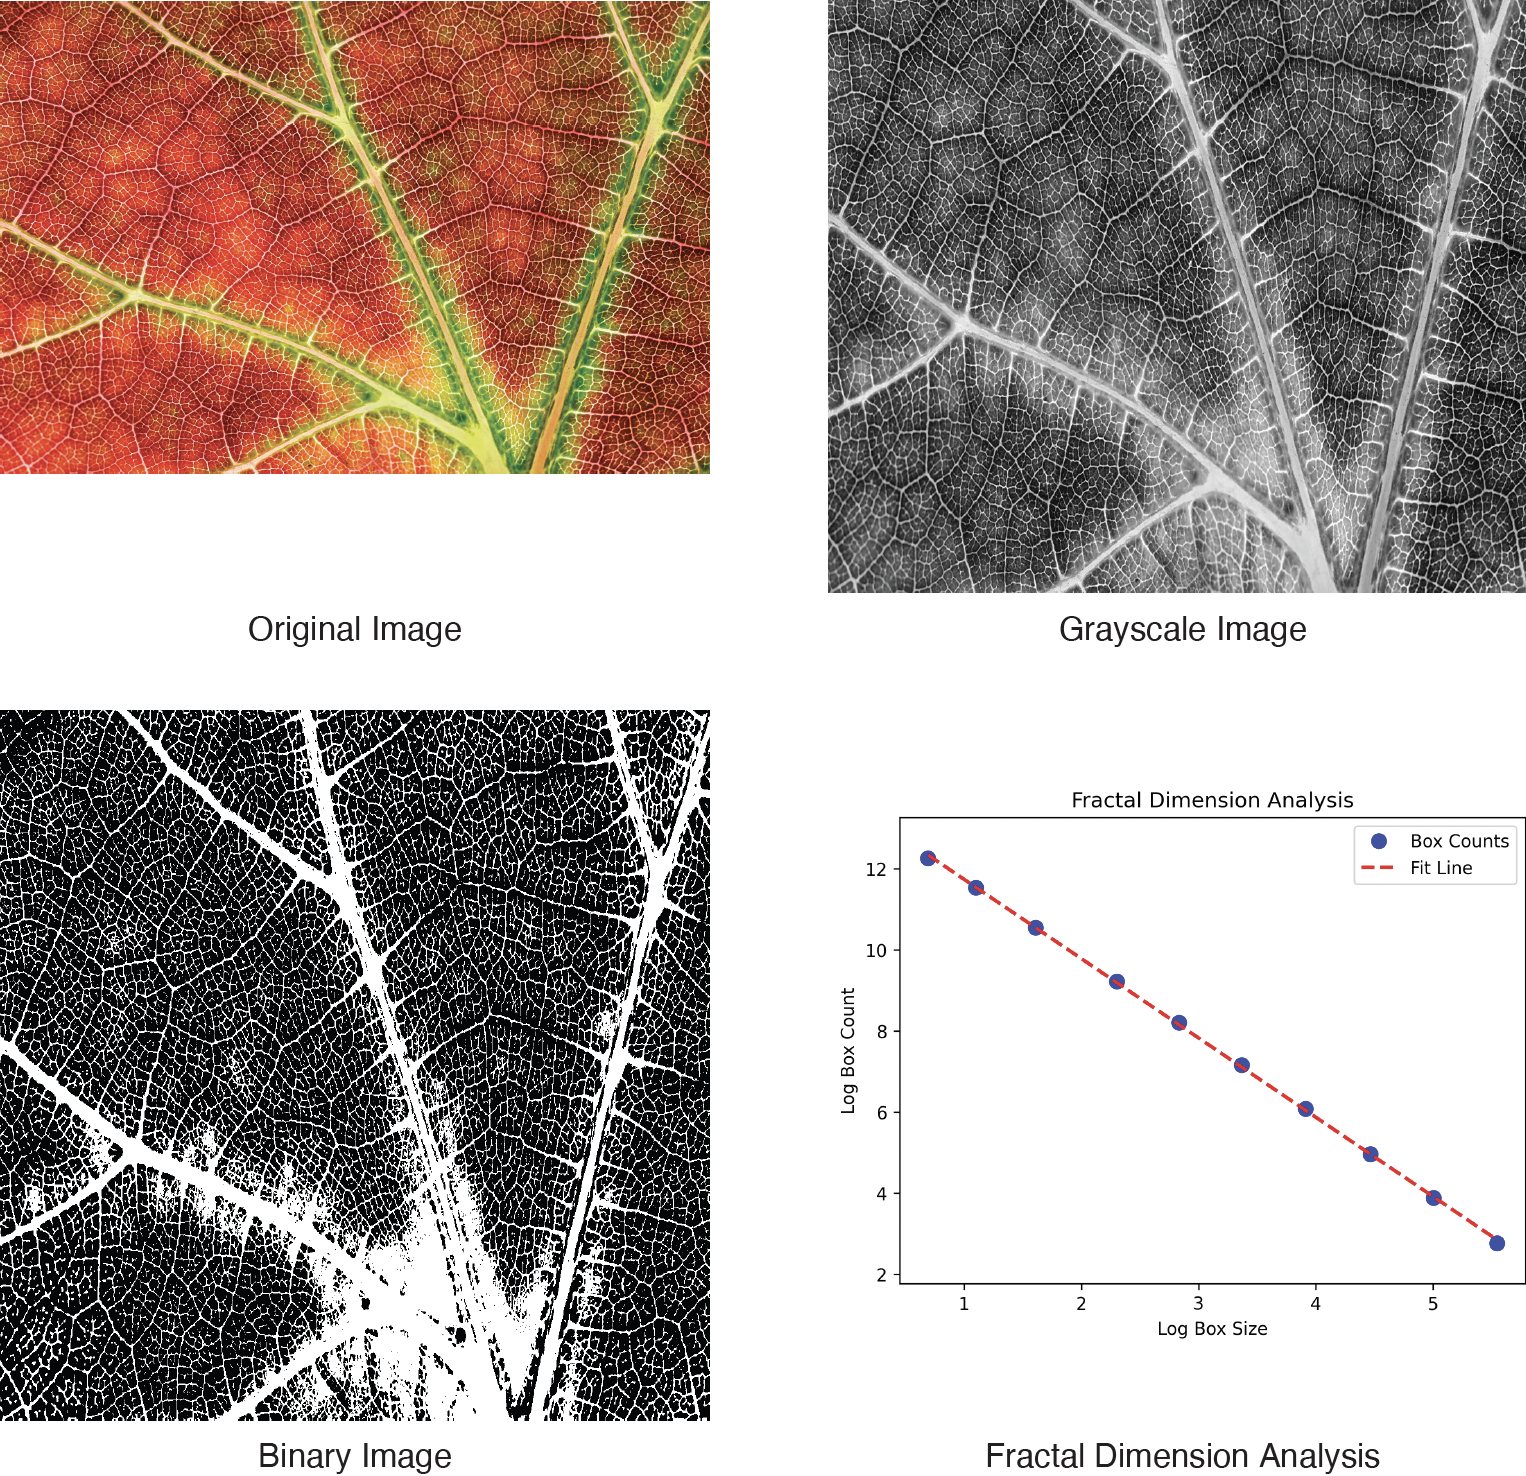 Original Image
Grayscale Image
Binary Image
Fractal Dimension Analysis
Box Counts
Fit Line
12
10
8
6
4
2
Log Box Count
1
2
3
4
5
Log Box Size
Fractal Dimension Analysis